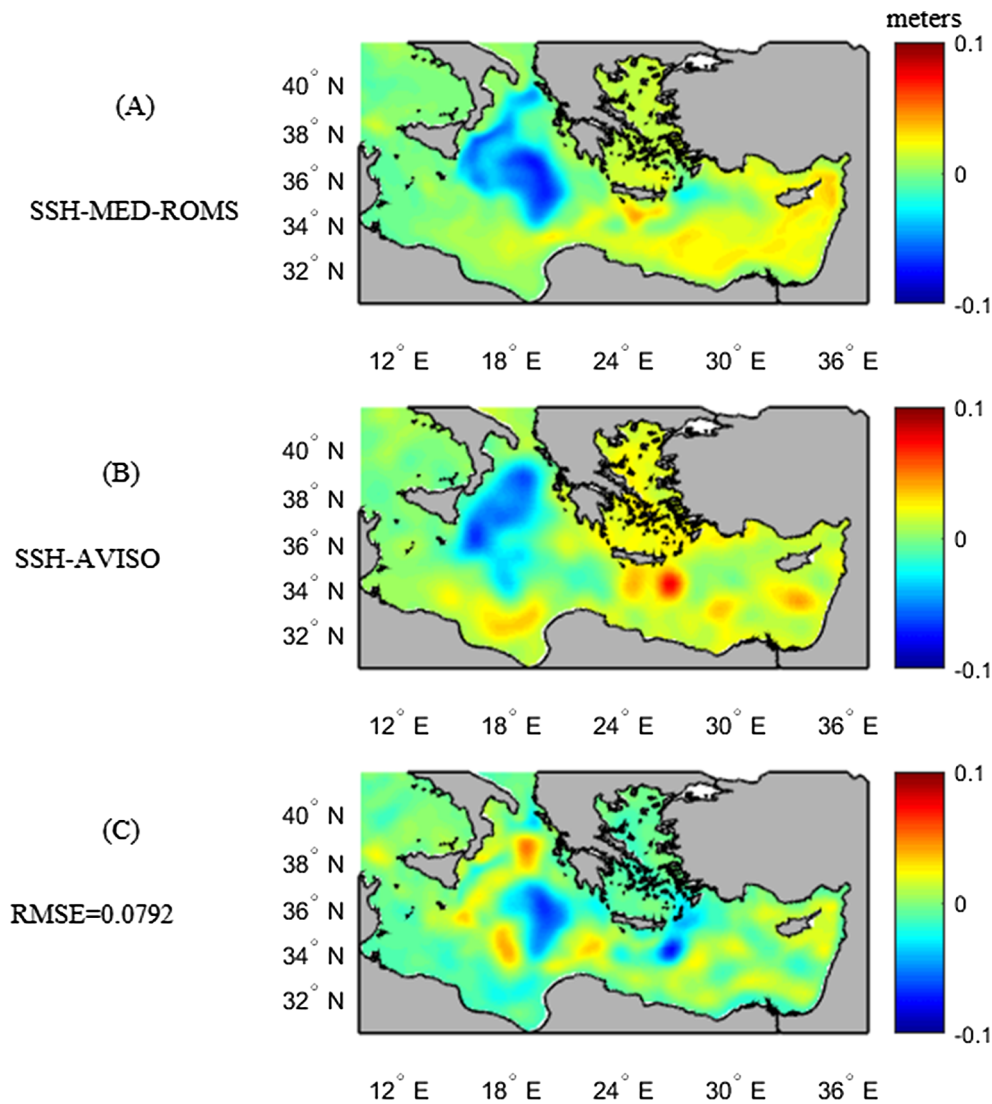 meters
(A)
SSH-MED-ROMS
40° N
38° N
36° N
34° N
32° N
12° E 18° E 24° E 30° E 36° E
0.1
0
-0.1
(B)
SSH-AVISO
40° N
38° N
36° N
34° N
32° N
12° E 18° E 24° E 30° E 36° E
0.1
0
-0.1
(C)
RMSE=0.0792
40° N
38° N
36° N
34° N
32° N
12° E 18° E 24° E 30° E 36° E
0.1
0
-0.1